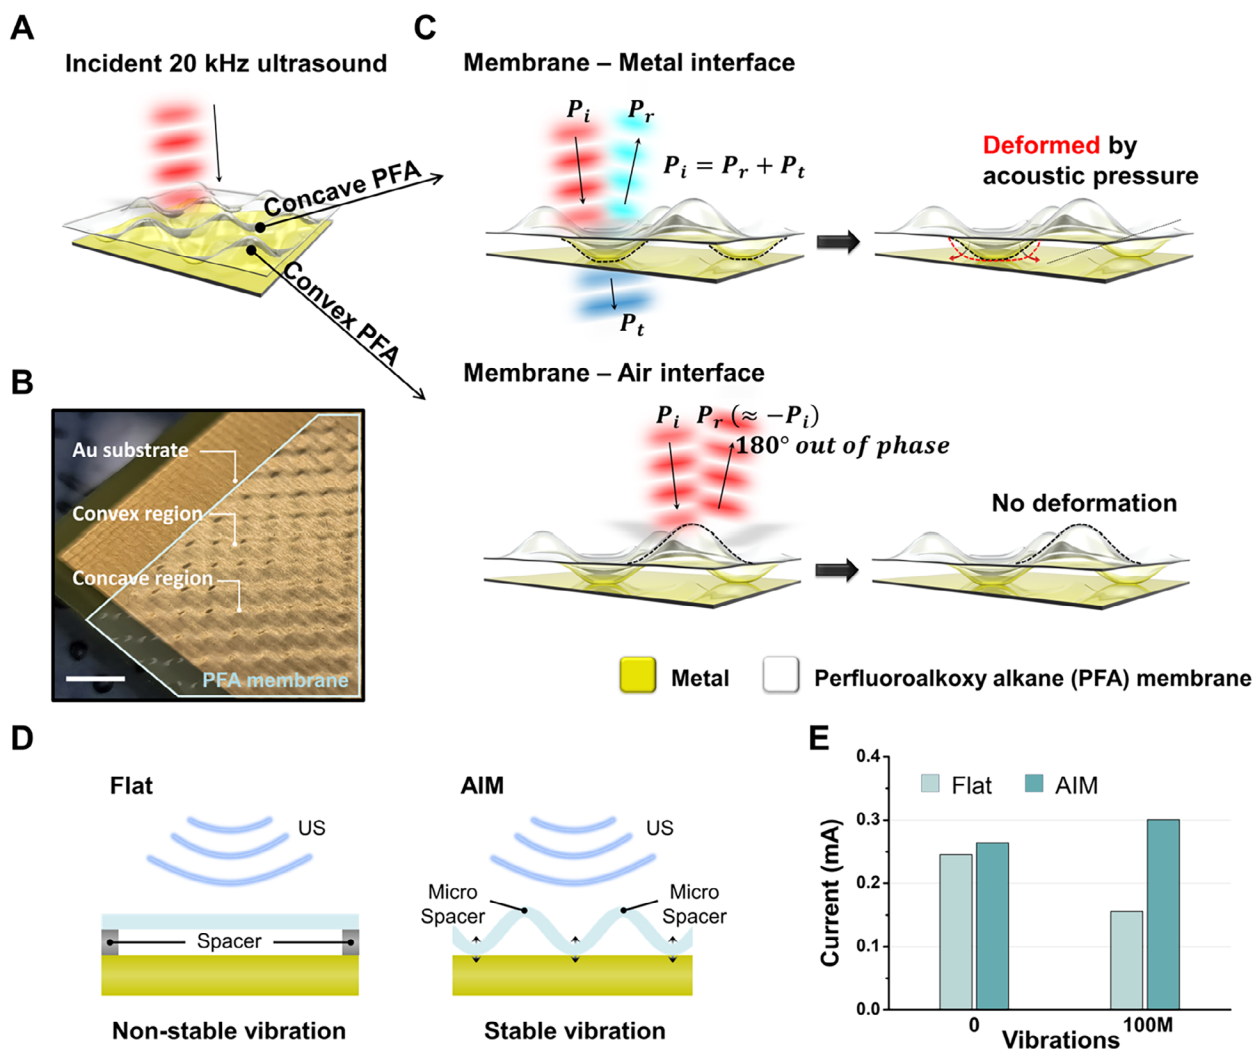 A
Incident 20 kHz ultrasound
Concave PFA
Convex PFA
B
Au substrate
Convex region
Concave region
PFA membrane
C
Membrane – Metal interface
P_i
P_r
P_i = P_r + P_t
P_t
Deformed by
acoustic pressure
Membrane – Air interface
P_i P_r (≈ −P_i)
180° out of phase
No deformation
Metal
Perfluoroalkoxy alkane (PFA) membrane
D
Flat
US
Spacer
Non-stable vibration
AIM
US
Micro
Spacer
Micro
Spacer
Stable vibration
E
Flat
AIM
Current (mA)
0.4
0.3
0.2
0.1
0.0
0
100M
Vibrations